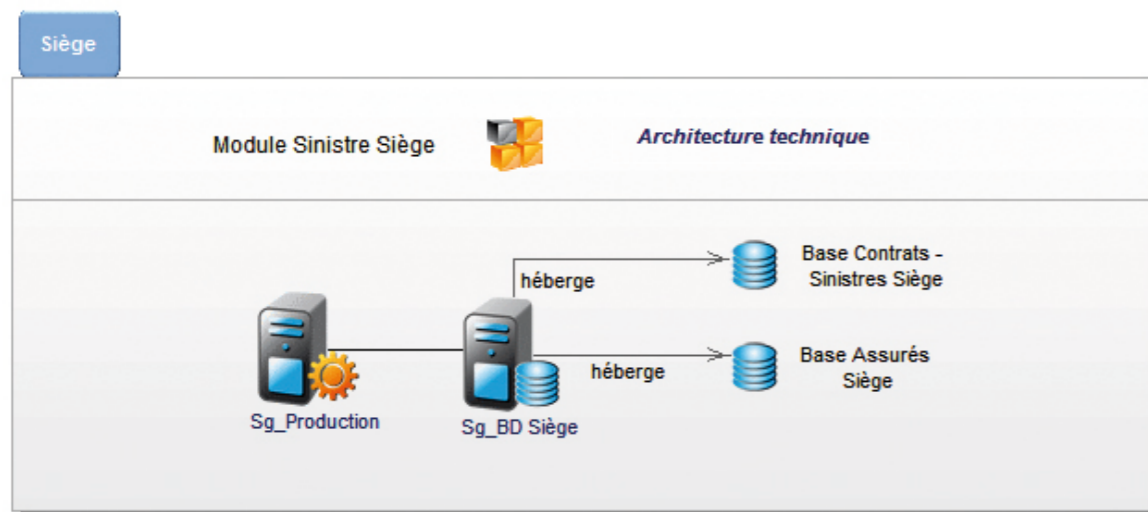 Siège
Module Sinistre Siège
Architecture technique
héberge
Base Contrats -
Sinistres Siège
héberge
Base Assurés
Siège
Sg_Production
Sg_BD Siège